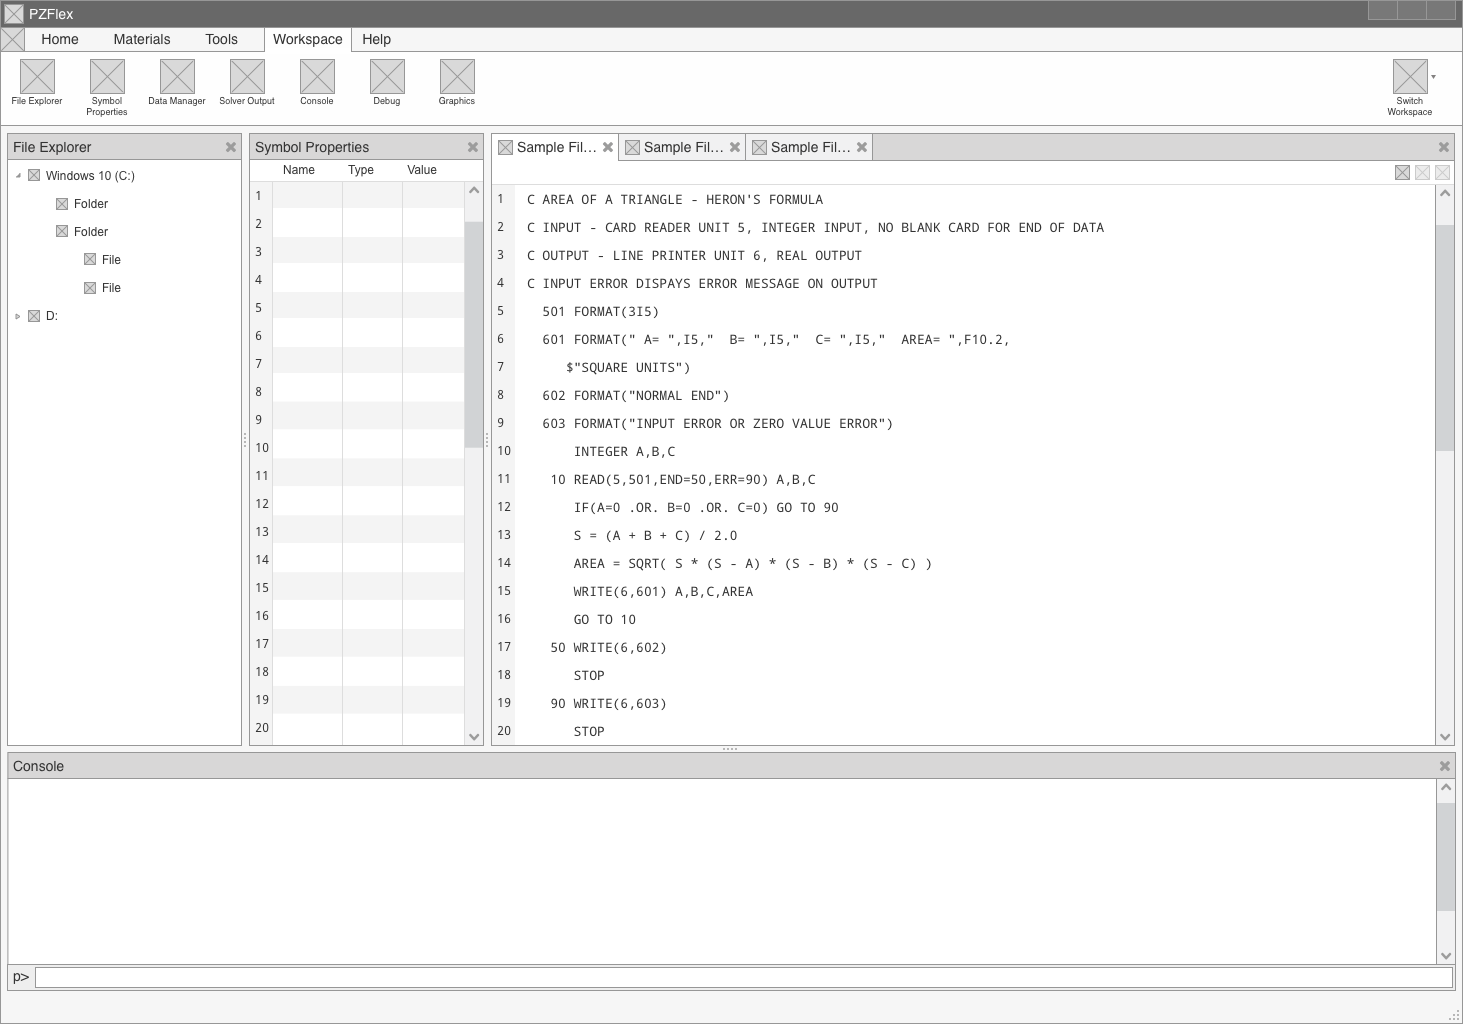 PZFlex
Home Materials Tools Workspace Help
File Explorer
Symbol Properties
Data Manager
Solver Output
Console
Debug
Graphics
Switch Workspace
File Explorer
Windows 10 (C:)
Folder
Folder
File
File
D:
Symbol Properties
Name Type Value
1
2
3
4
5
6
7
8
9
10
11
12
13
14
15
16
17
18
19
20
Sample Fil... Sample Fil... Sample Fil...
1 C AREA OF A TRIANGLE - HERON'S FORMULA
2 C INPUT - CARD READER UNIT 5, INTEGER INPUT, NO BLANK CARD FOR END OF DATA
3 C OUTPUT - LINE PRINTER UNIT 6, REAL OUTPUT
4 C INPUT ERROR DISPAYS ERROR MESSAGE ON OUTPUT
5 501 FORMAT(3I5)
6 601 FORMAT(" A= ",I5,"  B= ",I5,"  C= ",I5,"  AREA= ",F10.2,
7 $"SQUARE UNITS")
8 602 FORMAT("NORMAL END")
9 603 FORMAT("INPUT ERROR OR ZERO VALUE ERROR")
10 INTEGER A,B,C
11 10 READ(5,501,END=50,ERR=90) A,B,C
12 IF(A=0 .OR. B=0 .OR. C=0) GO TO 90
13 S = (A + B + C) / 2.0
14 AREA = SQRT( S * (S - A) * (S - B) * (S - C) )
15 WRITE(6,601) A,B,C,AREA
16 GO TO 10
17 50 WRITE(6,602)
18 STOP
19 90 WRITE(6,603)
20 STOP
Console
p>